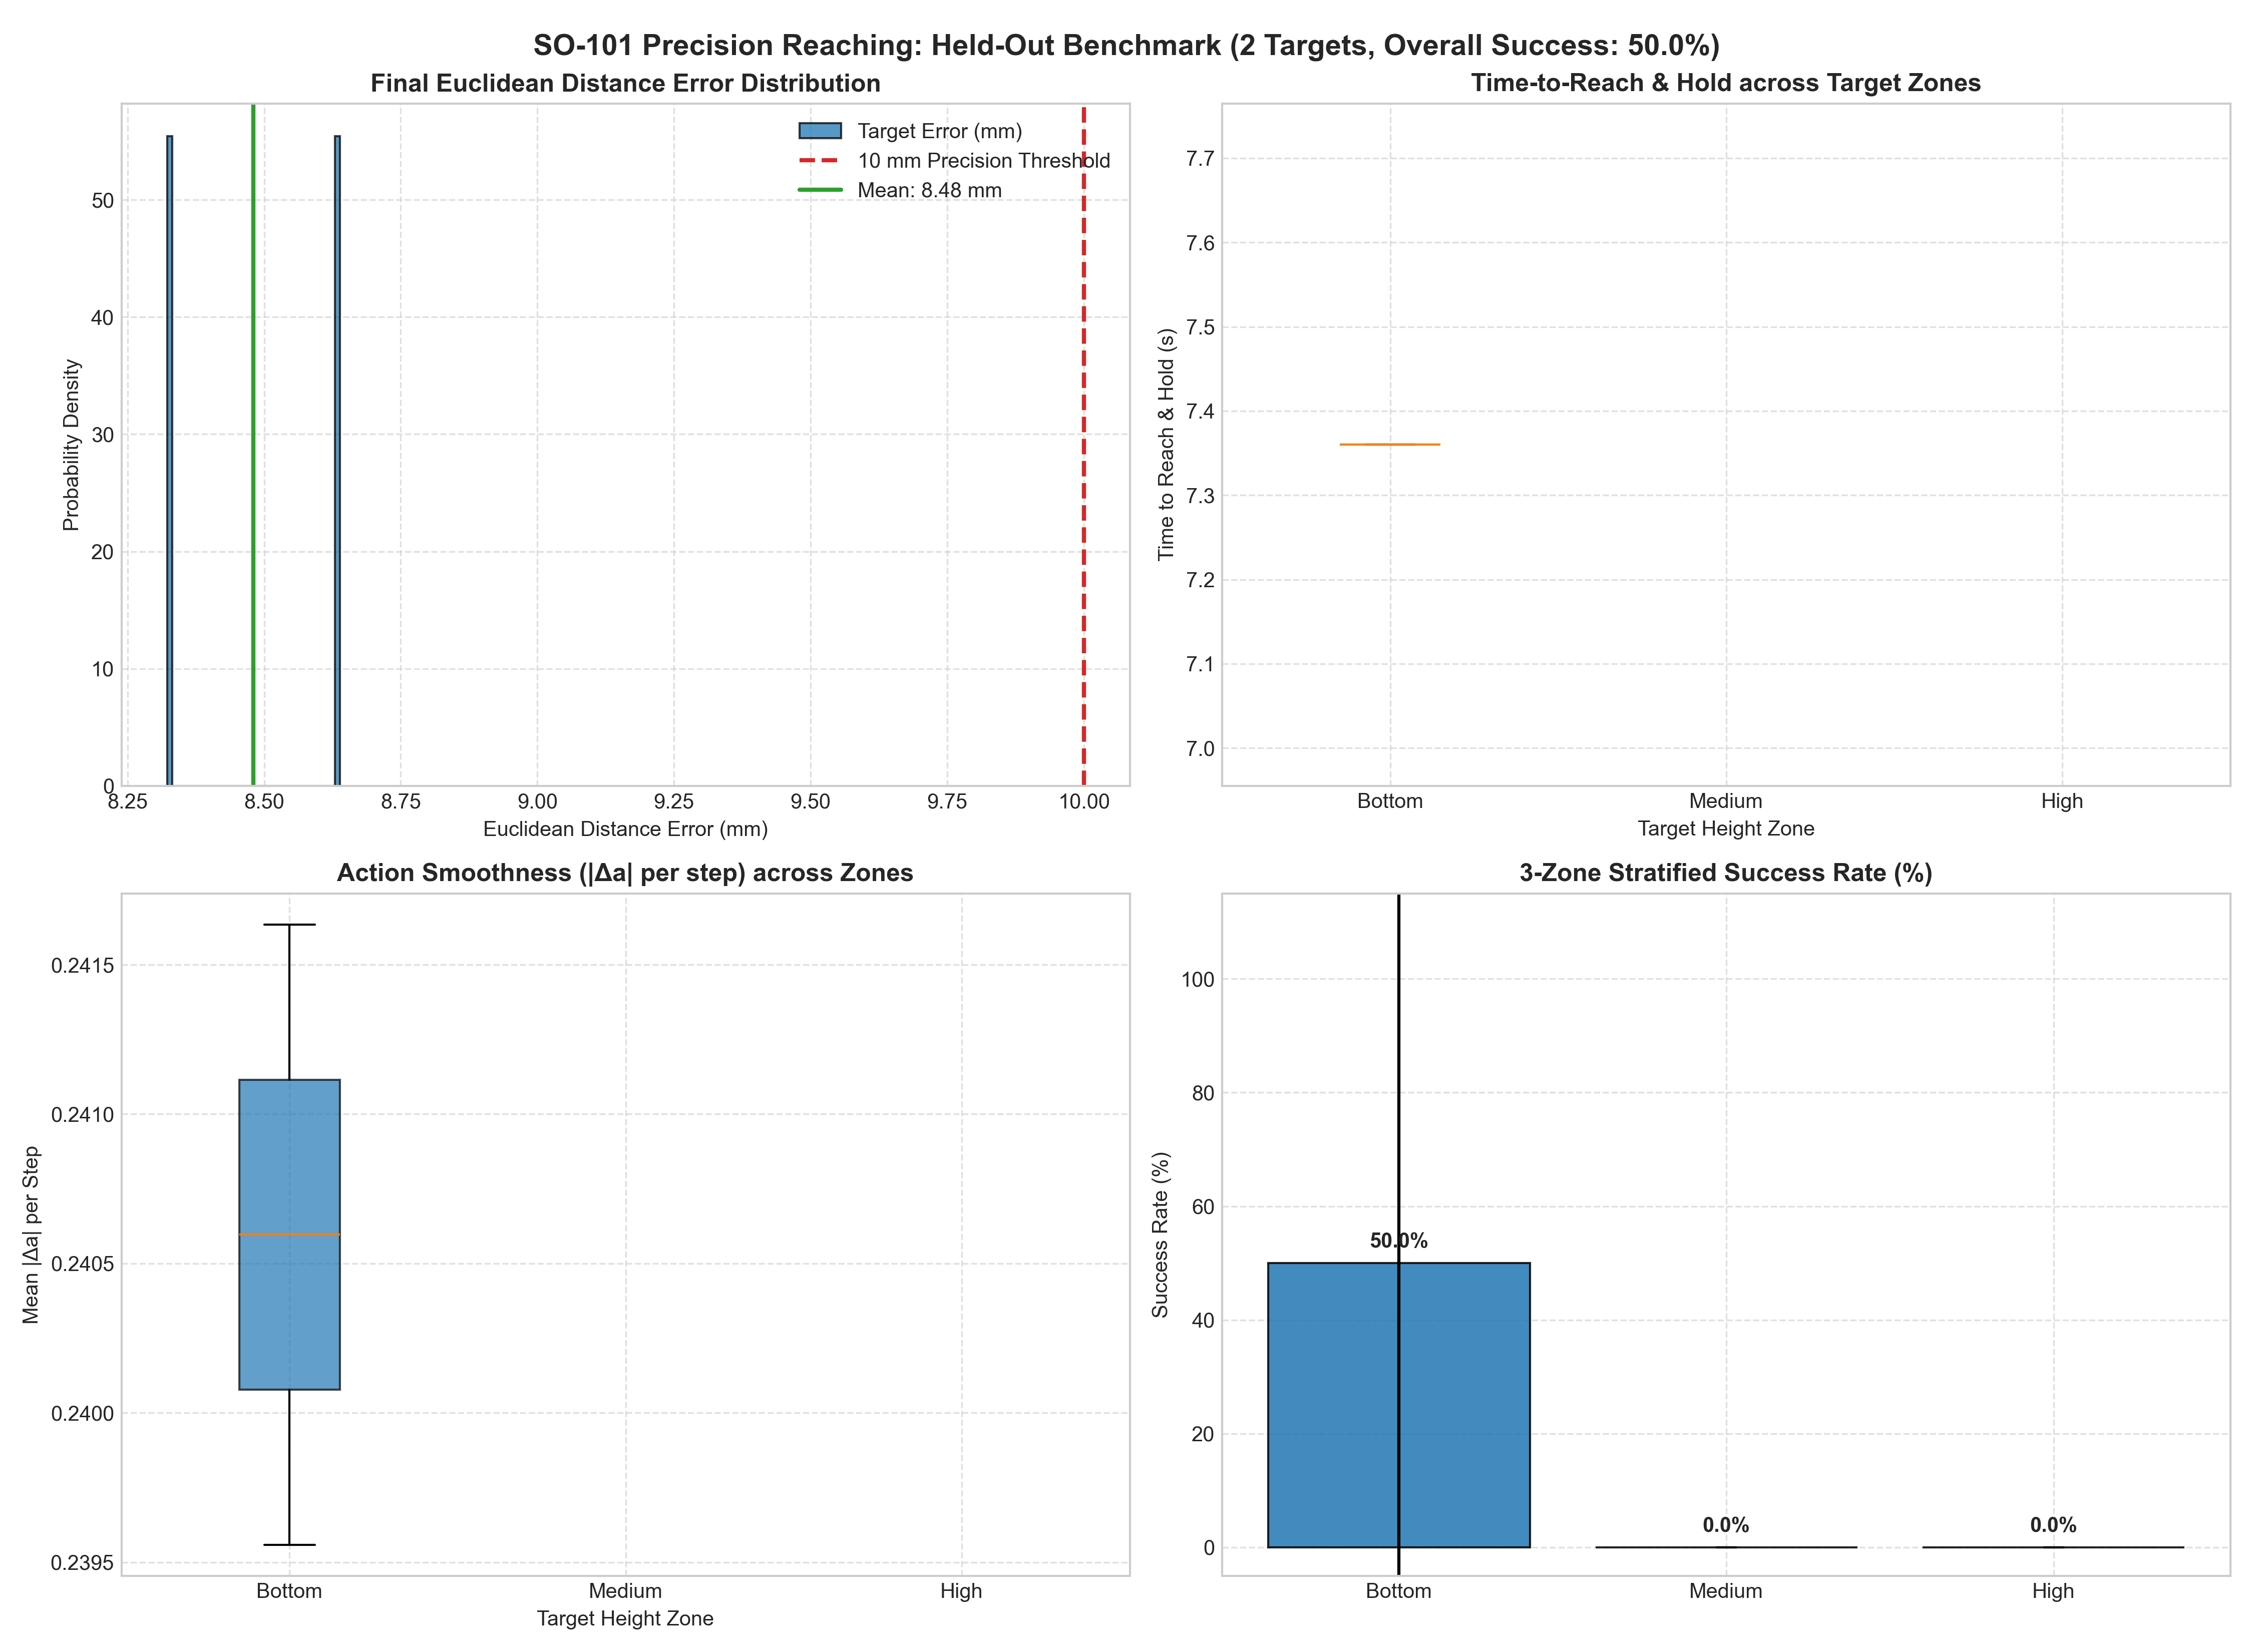 SO-101 Precision Reaching: Held-Out Benchmark (2 Targets, Overall Success: 50.0%)
Final Euclidean Distance Error Distribution
Target Error (mm)
10 mm Precision Threshold
Mean: 8.48 mm
Probability Density
50
40
30
20
10
0
8.25 8.50 8.75 9.00 9.25 9.50 9.75 10.00
Euclidean Distance Error (mm)
Time-to-Reach & Hold across Target Zones
Time to Reach & Hold (s)
7.7
7.6
7.5
7.4
7.3
7.2
7.1
7.0
Bottom Medium High
Target Height Zone
Action Smoothness (|Δa| per step) across Zones
Mean |Δa| per Step
0.2415
0.2410
0.2405
0.2400
0.2395
Bottom Medium High
Target Height Zone
3-Zone Stratified Success Rate (%)
Success Rate (%)
100
80
60
40
20
0
50.0%
0.0% 0.0%
Bottom Medium High